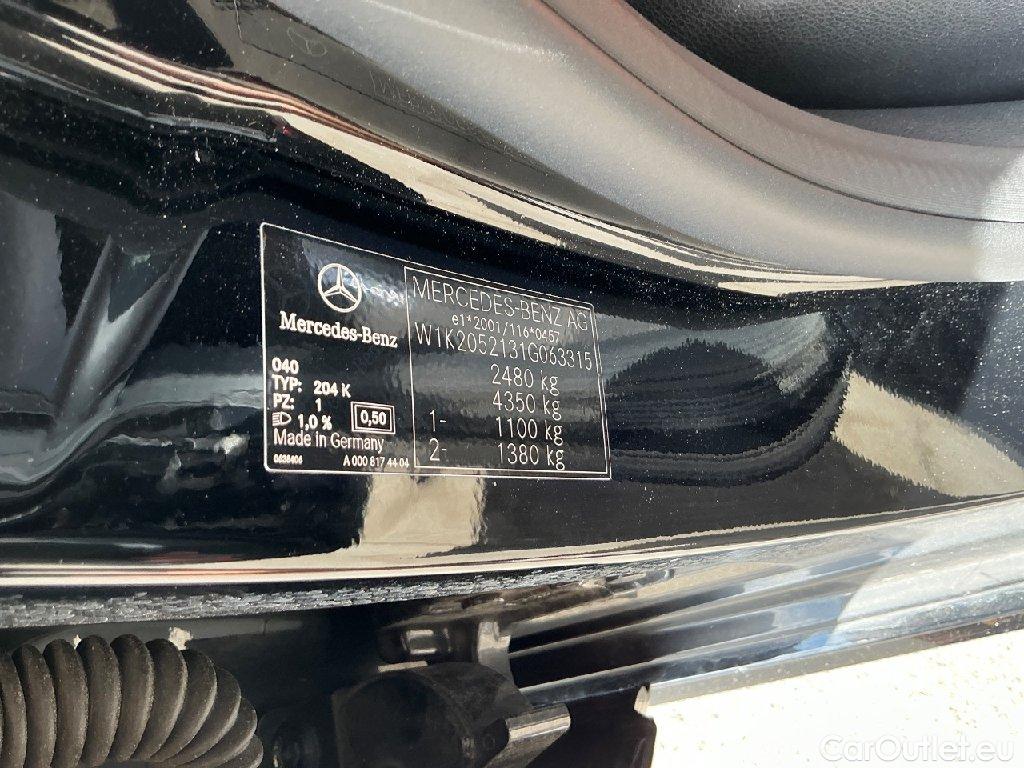 Mercedes-Benz
040
TYP: 204 K
PZ: 1
1,0 % 0,50
Made in Germany
0636406 A 000 817 44 04
MERCEDES-BENZ AG
e1*2001/116*0457
W1K2052131G063315
2480 kg
4350 kg
1- 1100 kg
2- 1380 kg
CarOutlet.eu